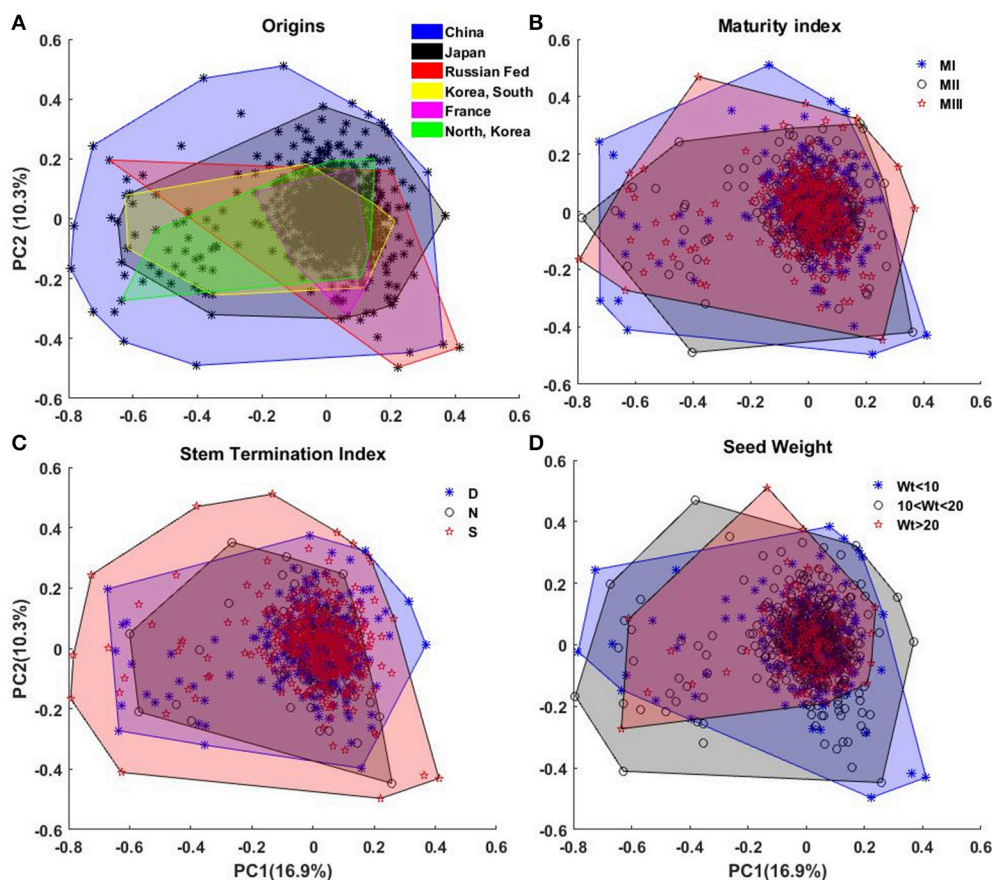 A
Origins
China
Japan
Russian Fed
Korea, South
France
North, Korea
PC2 (10.3%)
0.6
0.4
0.2
0
-0.2
-0.4
-0.6
-0.8 -0.6 -0.4 -0.2 0 0.2 0.4 0.6
B
Maturity index
MI
MII
MIII
0.6
0.4
0.2
0
-0.2
-0.4
-0.6
-0.8 -0.6 -0.4 -0.2 0 0.2 0.4 0.6
C
Stem Termination Index
D
N
S
PC2(10.3%)
0.6
0.4
0.2
0
-0.2
-0.4
-0.6
-0.8 -0.6 -0.4 -0.2 0 0.2 0.4 0.6
PC1(16.9%)
D
Seed Weight
Wt<10
10<Wt<20
Wt>20
0.6
0.4
0.2
0
-0.2
-0.4
-0.6
-0.8 -0.6 -0.4 -0.2 0 0.2 0.4 0.6
PC1(16.9%)